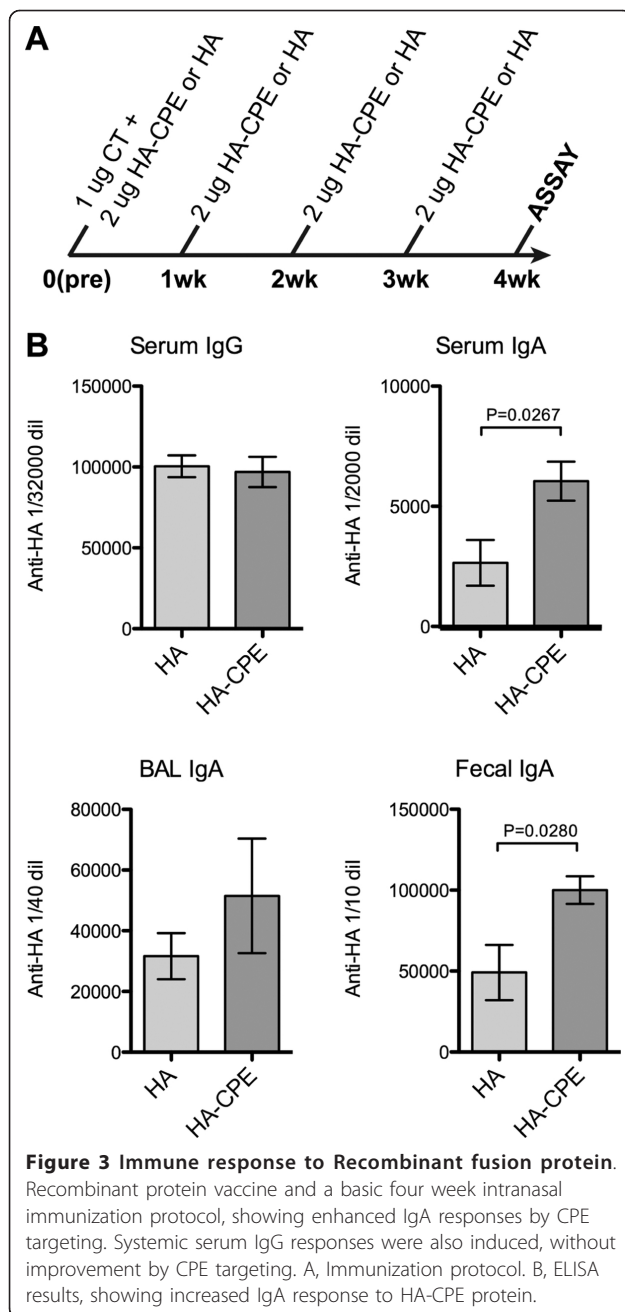 A
1 ug CT +
2 ug HA-CPE or HA
2 ug HA-CPE or HA
2 ug HA-CPE or HA
2 ug HA-CPE or HA
ASSAY
0(pre) 1wk 2wk 3wk 4wk
B
Serum IgG
Anti-HA 1/32000 dil
150000
100000
50000
0
HA
HA-CPE
Serum IgA
Anti-HA 1/2000 dil
10000
5000
0
P=0.0267
HA
HA-CPE
BAL IgA
Anti-HA 1/40 dil
80000
60000
40000
20000
0
HA
HA-CPE
Fecal IgA
Anti-HA 1/10 dil
150000
100000
50000
0
P=0.0280
HA
HA-CPE
Figure 3 Immune response to Recombinant fusion protein.
Recombinant protein vaccine and a basic four week intranasal
immunization protocol, showing enhanced IgA responses by CPE
targeting. Systemic serum IgG responses were also induced, without
improvement by CPE targeting. A, Immunization protocol. B, ELISA
results, showing increased IgA response to HA-CPE protein.